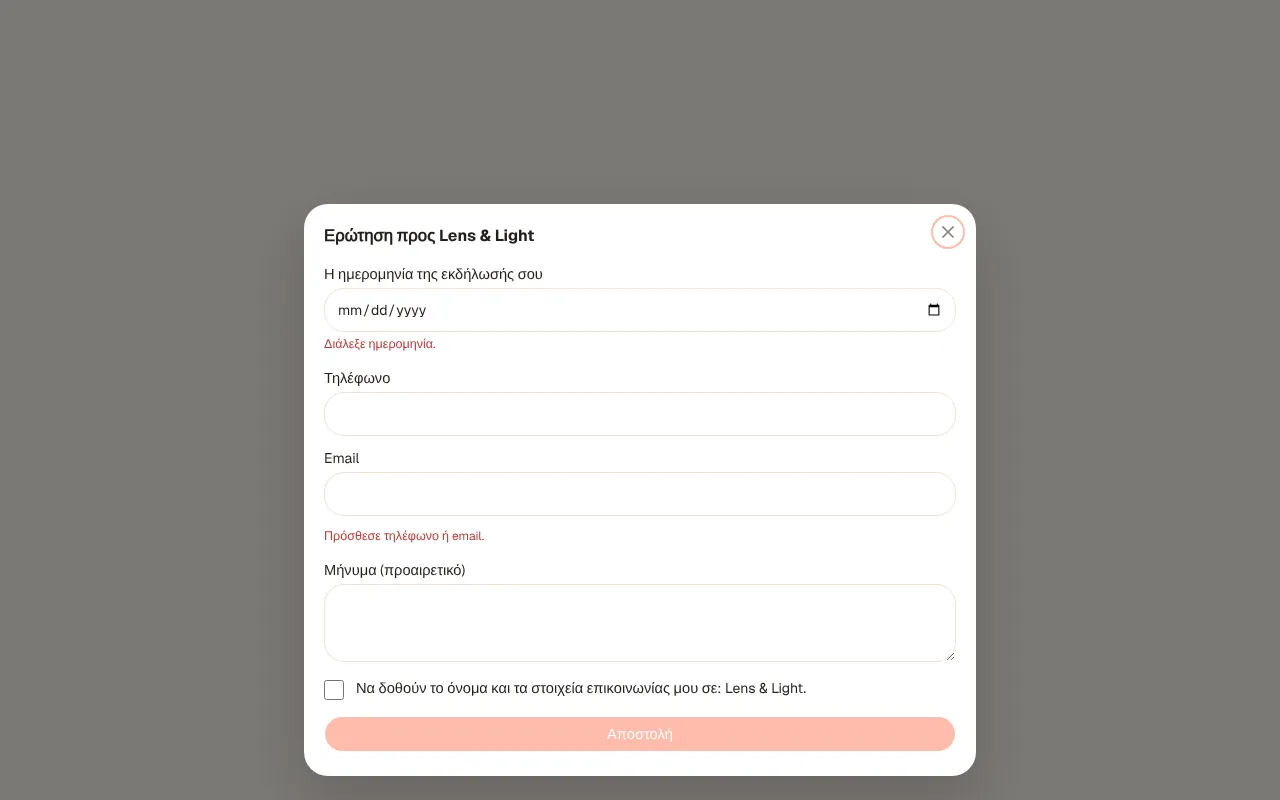 Ερώτηση προς Lens & Light
Η ημερομηνία της εκδήλωσής σου
mm/dd/yyyy
Διάλεξε ημερομηνία.
Τηλέφωνο
Email
Πρόσθεσε τηλέφωνο ή email.
Μήνυμα (προαιρετικό)
Να δοθούν το όνομα και τα στοιχεία επικοινωνίας μου σε: Lens & Light.
Αποστολή